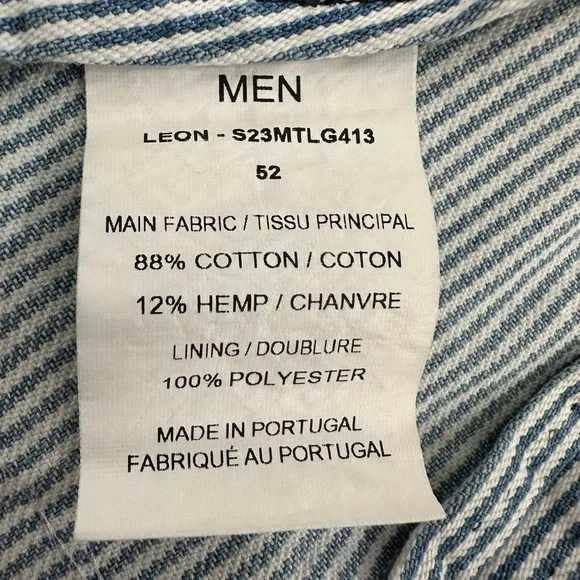 MEN
LEON - S23MTLG413
52
MAIN FABRIC / TISSU PRINCIPAL
88% COTTON / COTON
12% HEMP / CHANVRE
LINING / DOUBLURE
100% POLYESTER
MADE IN PORTUGAL
FABRIQUÉ AU PORTUGAL